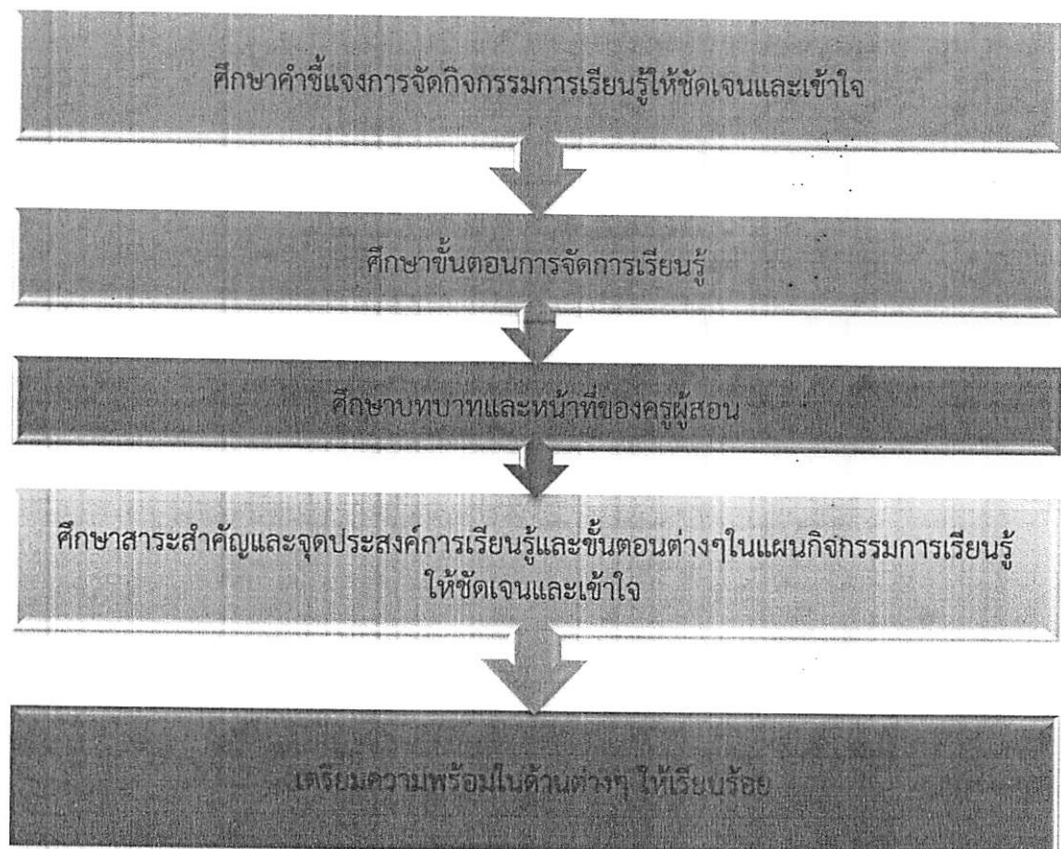 ศึกษาคำชี้แจงการจัดกิจกรรมการเรียนรู้ให้ชัดเจนและเข้าใจ
ศึกษาขั้นตอนการจัดการเรียนรู้
ศึกษาบทบาทและหน้าที่ของครูผู้สอน
ศึกษาสาระสำคัญและจุดประสงค์การเรียนรู้และขั้นตอนต่างๆในแผนกิจกรรมการเรียนรู้
ให้ชัดเจนและเข้าใจ
เตรียมความพร้อมในด้านต่างๆ ให้เรียบร้อย